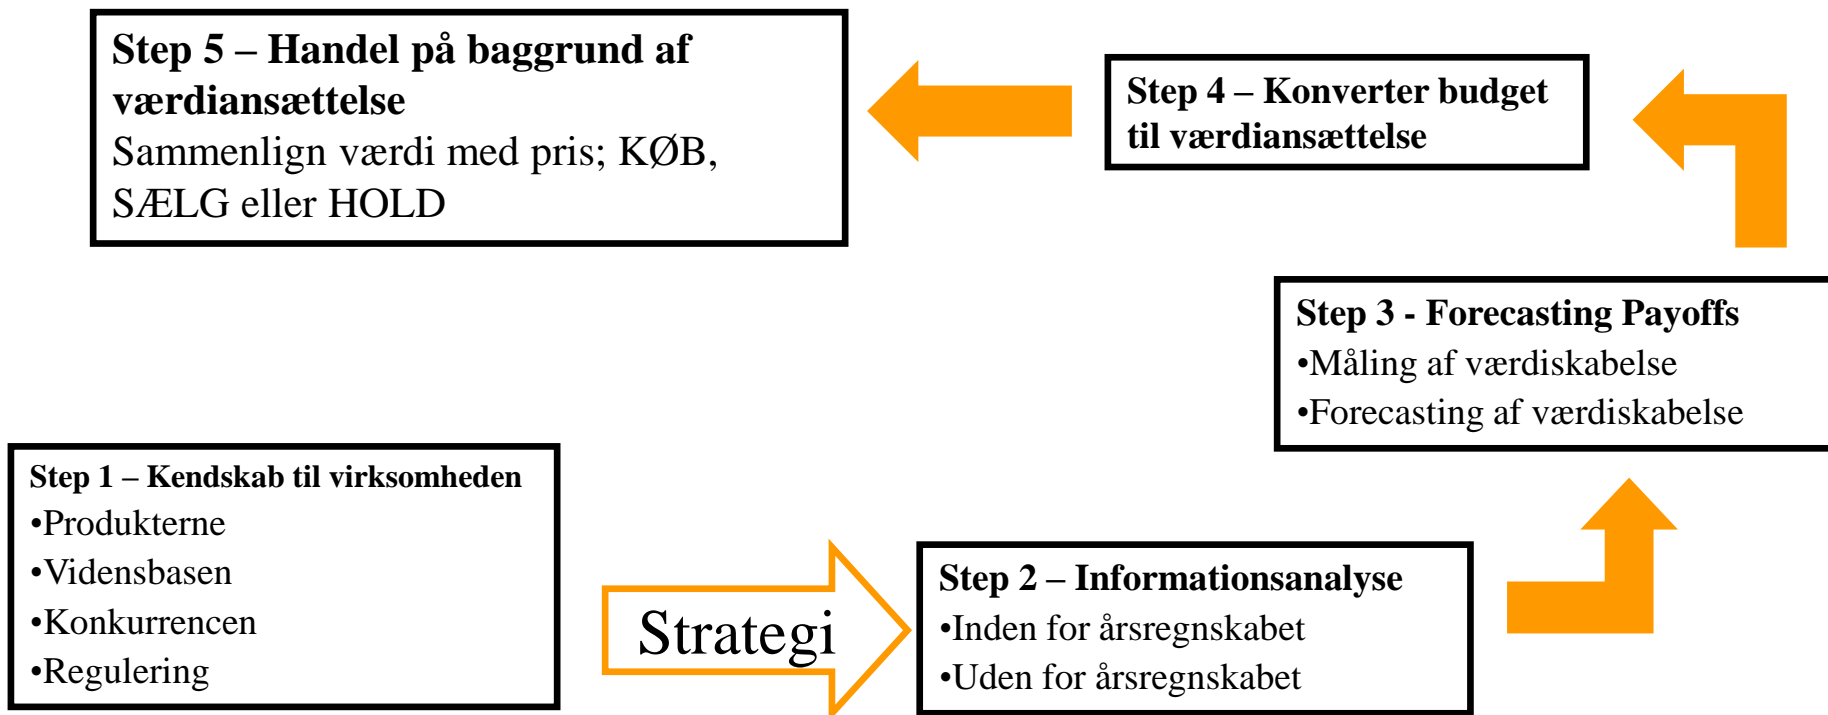 Step 5 – Handel på baggrund af
værdiansættelse
Sammenlign værdi med pris; KØB,
SÆLG eller HOLD
Step 4 – Konverter budget
til værdiansættelse
Step 3 - Forecasting Payoffs
•Måling af værdiskabelse
•Forecasting af værdiskabelse
Step 1 – Kendskab til virksomheden
•Produkterne
•Vidensbasen
•Konkurrencen
•Regulering
Strategi
Step 2 – Informationsanalyse
•Inden for årsregnskabet
•Uden for årsregnskabet